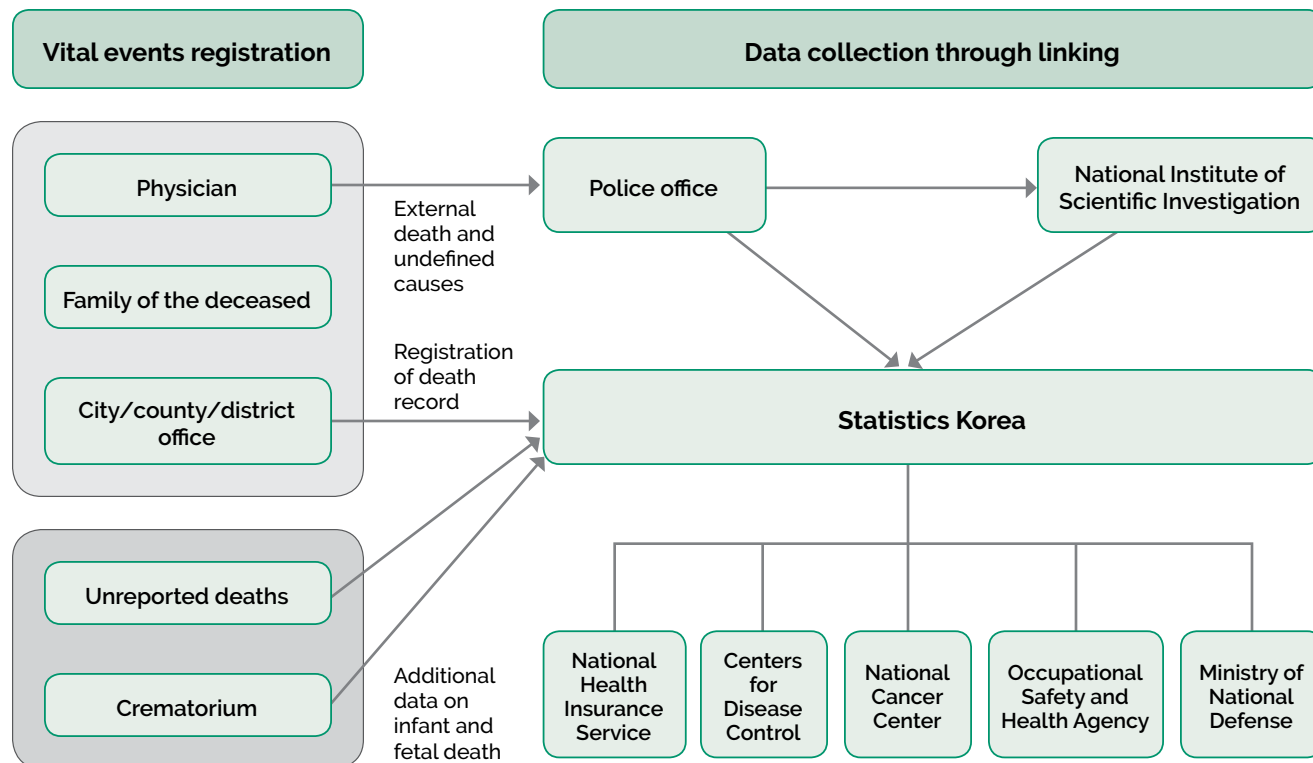 Vital events registration
Data collection through linking
Physician
External
death and
undefined
causes
Police office
National Institute of
Scientific Investigation
Family of the deceased
City/county/district
office
Registration
of death
record
Statistics Korea
Unreported deaths
Crematorium
Additional
data on
infant and
fetal death
National
Health
Insurance
Service
Centers
for
Disease
Control
National
Cancer
Center
Occupational
Safety and
Health Agency
Ministry of
National
Defense